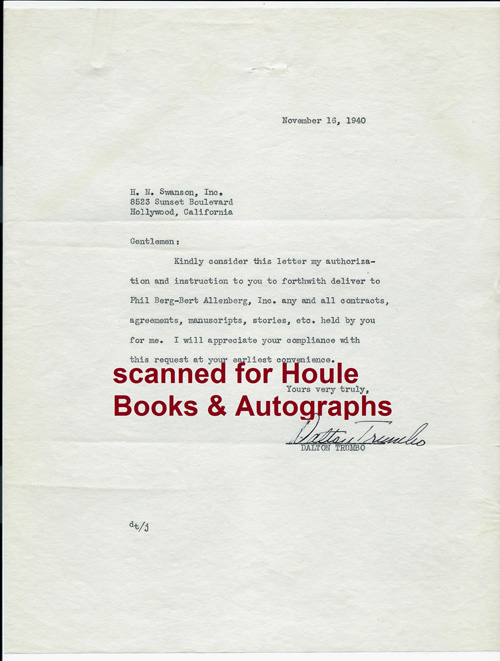 November 16, 1940
H. N. Swanson, Inc.
8523 Sunset Boulevard
Hollywood, California
Gentlemen:
Kindly consider this letter my authoriza-
tion and instruction to you to forthwith deliver to
Phil Berg-Bert Allenberg, Inc. any and all contracts,
agreements, manuscripts, stories, etc. held by you
for me. I will appreciate your compliance with
this request at your earliest convenience.
scanned for Houle
Yours very truly,
Books & Autographs
Dalton Trumbo
DALTON TRUMBO
dt/j